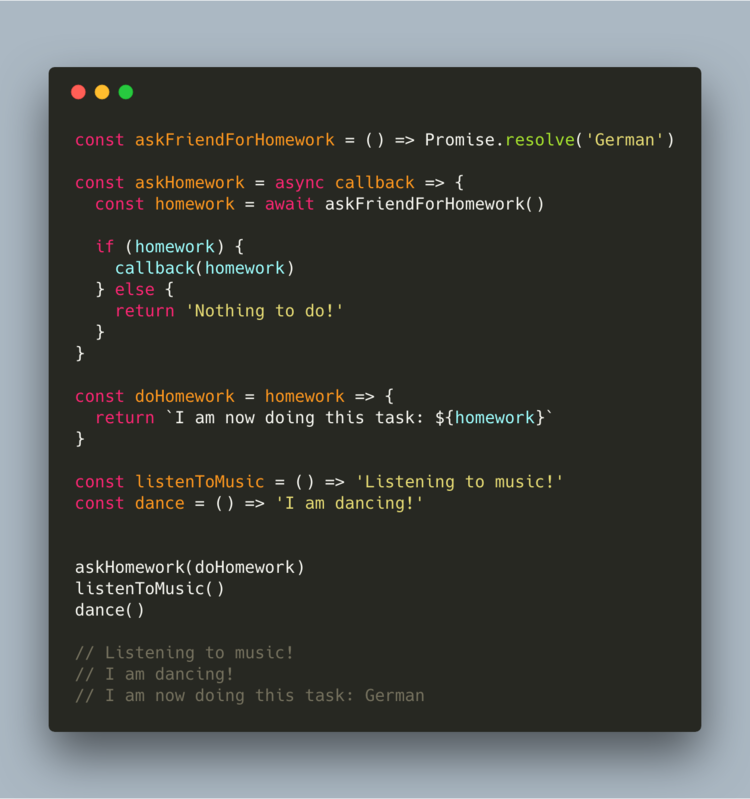 const askFriendForHomework = () => Promise.resolve('German')
const askHomework = async callback => {
  const homework = await askFriendForHomework()
  if (homework) {
    callback(homework)
  } else {
    return 'Nothing to do!'
  }
}
const doHomework = homework => {
  return `I am now doing this task: ${homework}`
}
const listenToMusic = () => 'Listening to music!'
const dance = () => 'I am dancing!'
askHomework(doHomework)
listenToMusic()
dance()
// Listening to music!
// I am dancing!
// I am now doing this task: German